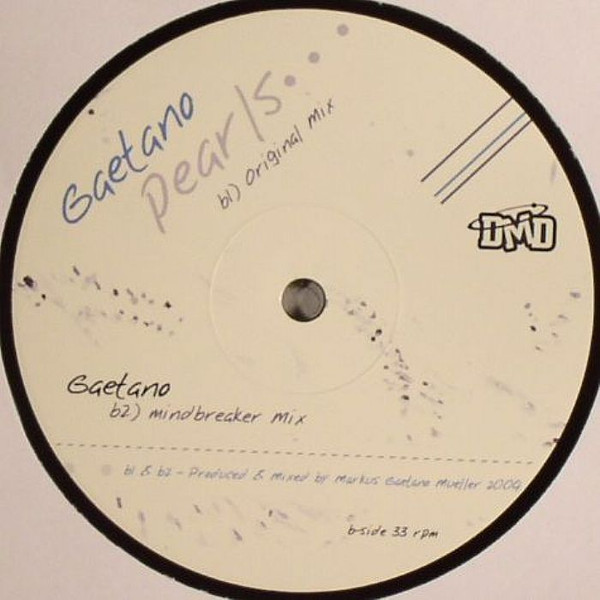 Gaetano
pearls...
b1) original mix
DMD
Gaetano
b2) mindbreaker mix
b1 & b2 - Produced & mixed by Markus Gaetano Mueller 2009
b-side 33 rpm